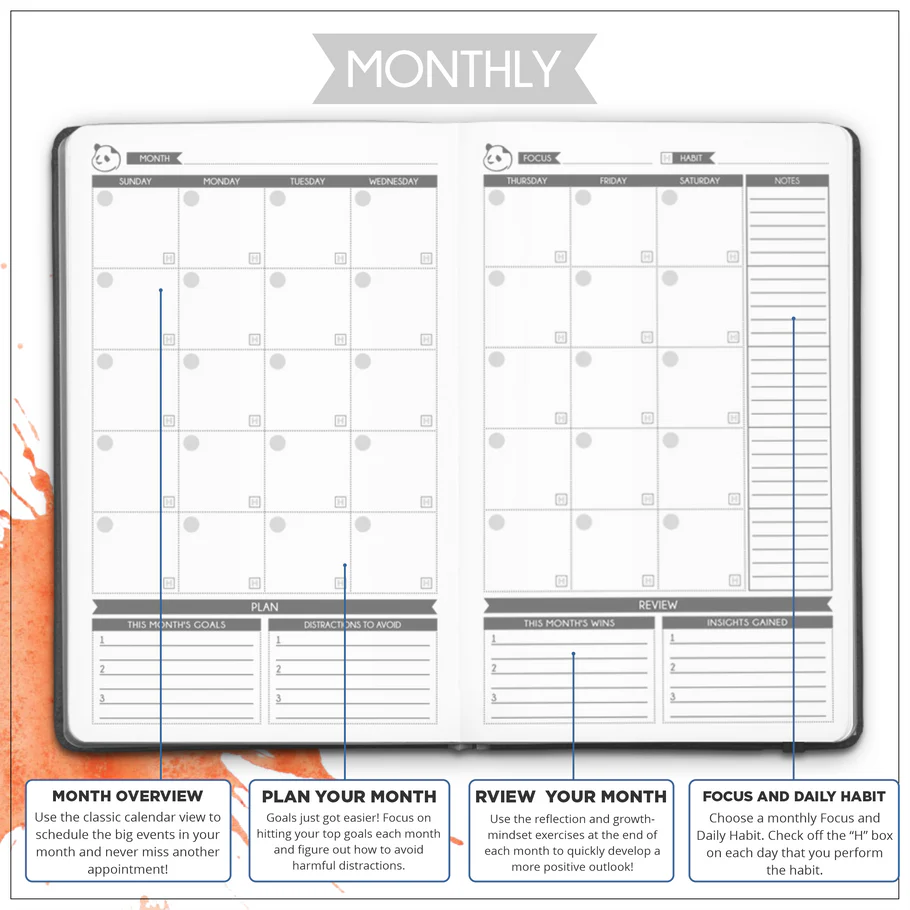 MONTHLY
MONTH
FOCUS
H HABIT
SUNDAY MONDAY TUESDAY WEDNESDAY
THURSDAY FRIDAY SATURDAY NOTES
H H H H
H H H
H H H H
H H H
H H H H
H H H
H H H H
H H H
H H H H
H H H
PLAN
THIS MONTH'S GOALS
1
2
3
DISTRACTIONS TO AVOID
1
2
3
REVIEW
THIS MONTH'S WINS
1
2
3
INSIGHTS GAINED
1
2
3
MONTH OVERVIEW
Use the classic calendar view to
schedule the big events in your
month and never miss another
appointment!
PLAN YOUR MONTH
Goals just got easier! Focus on
hitting your top goals each month
and figure out how to avoid
harmful distractions.
RVIEW YOUR MONTH
Use the reflection and growth-
mindset exercises at the end of
each month to quickly develop a
more positive outlook!
FOCUS AND DAILY HABIT
Choose a monthly Focus and
Daily Habit. Check off the “H” box
on each day that you perform
the habit.